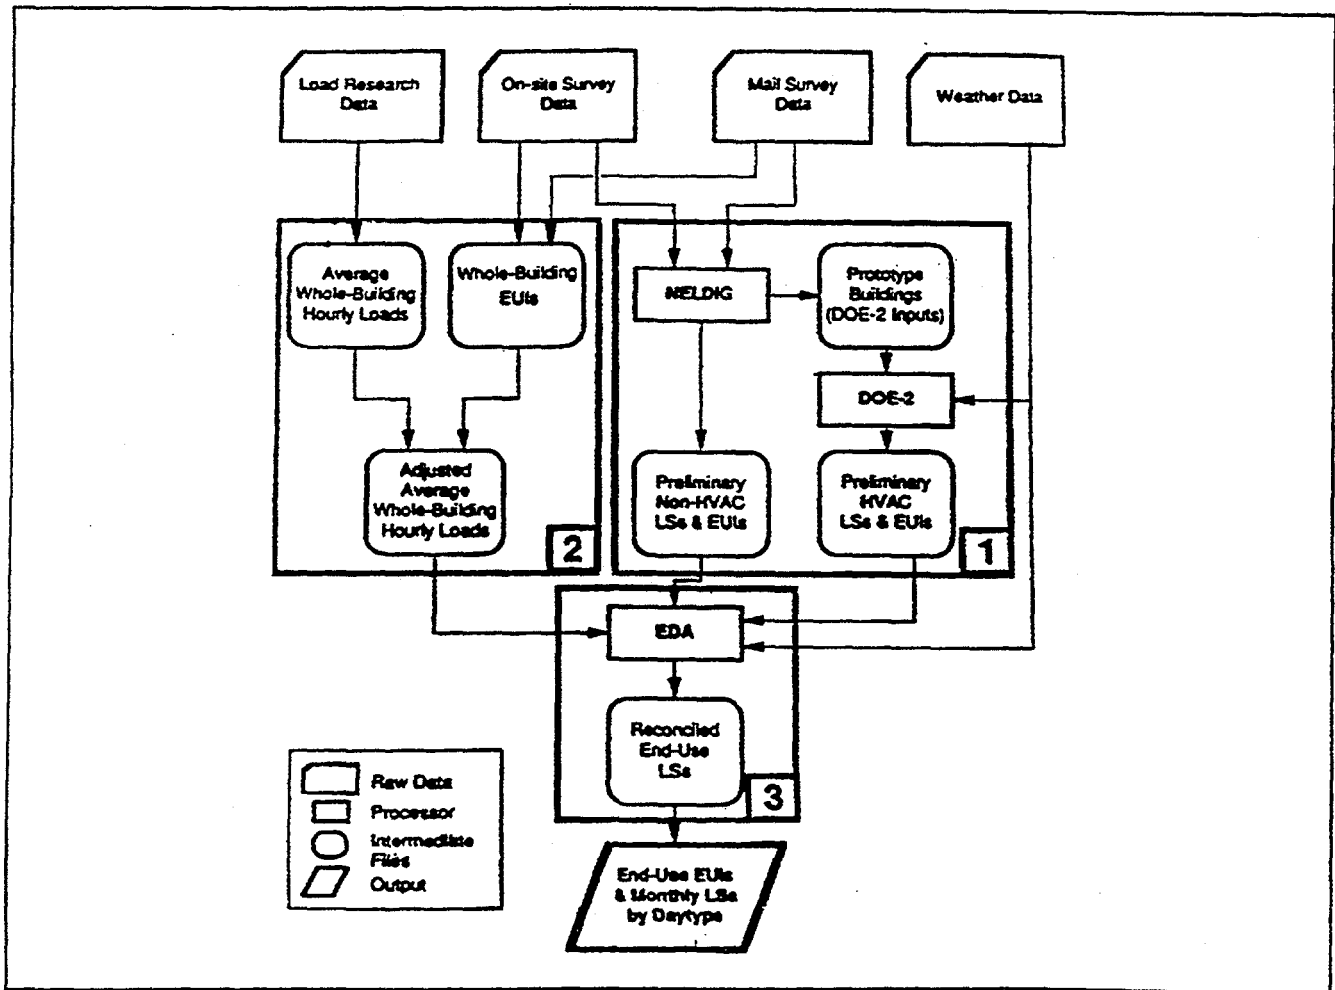 Load Research
Data
On-site Survey
Data
Mail Survey
Data
Weather Data
Average
Whole-Building
Hourly Loads
Whole-Building
EUIs
NELDIG
Prototype
Buildings
(DOE-2 Inputs)
DOE-2
Adjusted
Average
Whole-Building
Hourly Loads
2
Preliminary
Non-HVAC
LSs & EUIs
Preliminary
HVAC
LSs & EUIs
1
EDA
Reconciled
End-Use
LSs
3
Raw Data
Processor
Intermediate
Files
Output
End-Use EUIs
& Monthly LSs
by Daytype